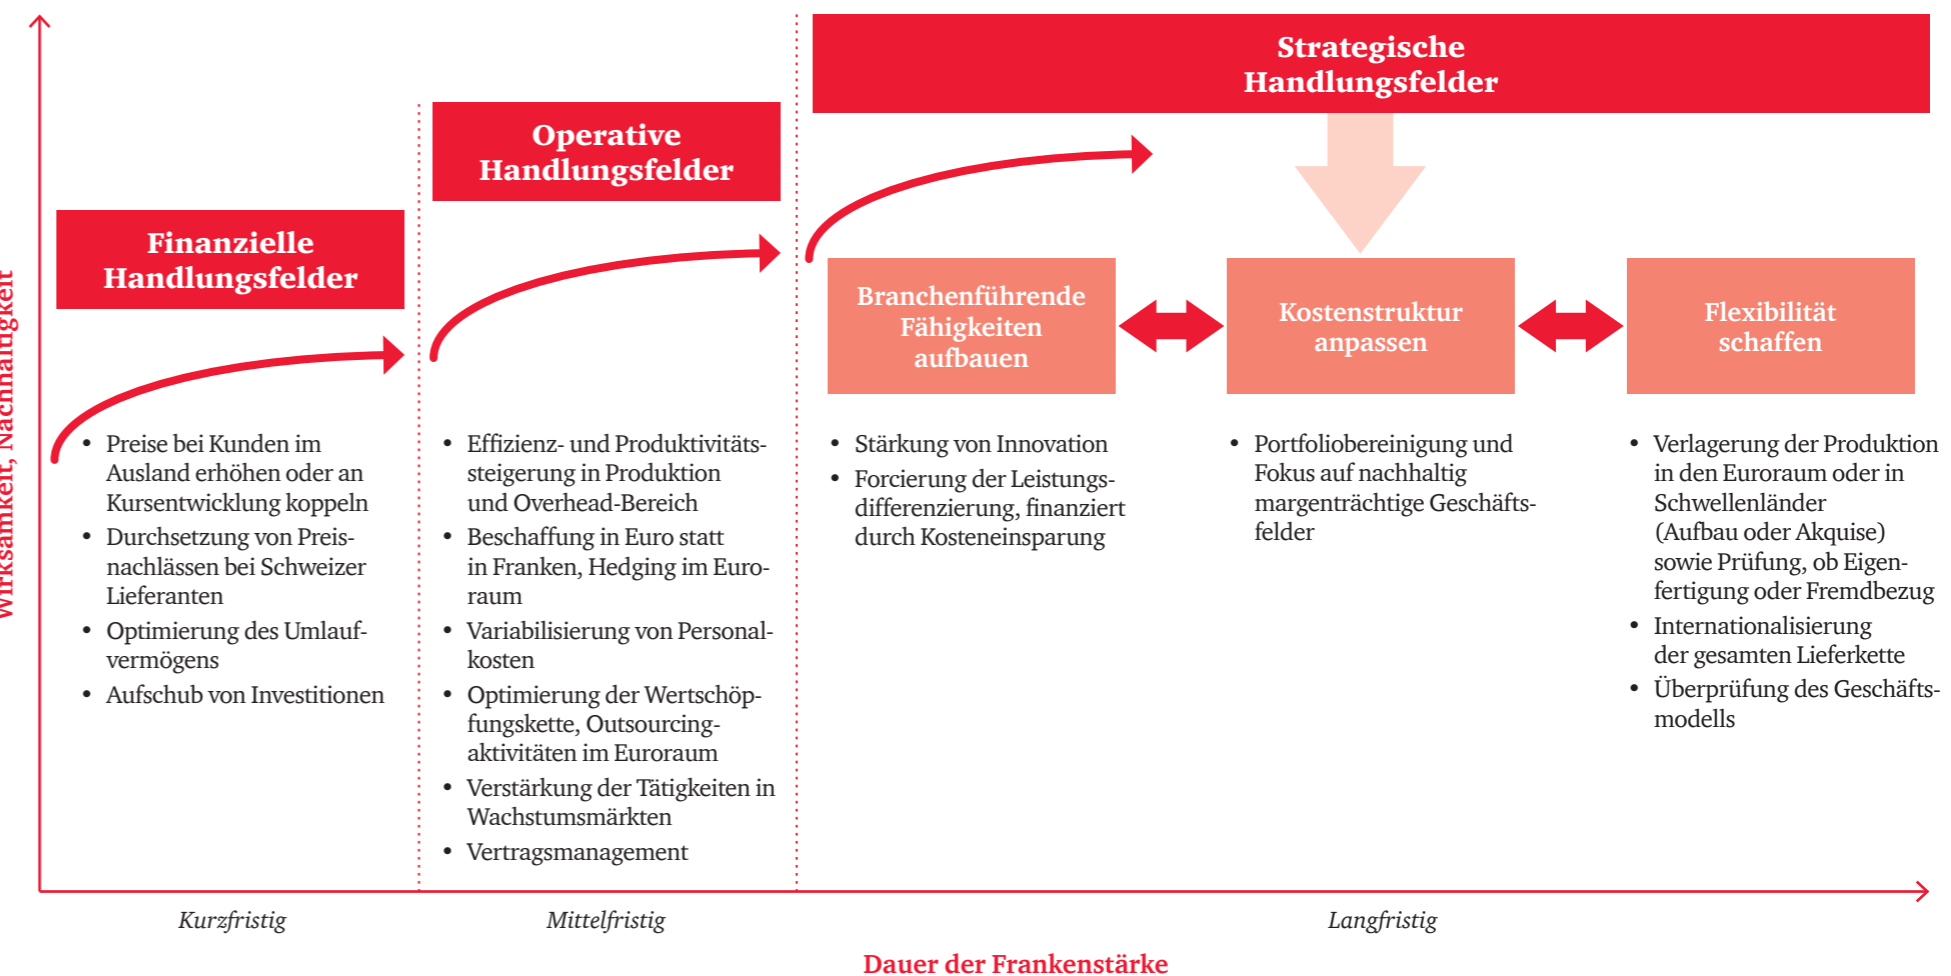 Strategische
Handlungsfelder
Operative
Handlungsfelder
Finanzielle
Handlungsfelder
Branchenführende
Fähigkeiten
aufbauen
Kostenstruktur
anpassen
Flexibilität
schaffen
Wirksamkeit, Nachhaltigkeit
• Preise bei Kunden im
Ausland erhöhen oder an
Kursentwicklung koppeln
• Durchsetzung von Preis-
nachlässen bei Schweizer
Lieferanten
• Optimierung des Umlauf-
vermögens
• Aufschub von Investitionen
• Effizienz- und Produktivitäts-
steigerung in Produktion
und Overhead-Bereich
• Beschaffung in Euro statt
in Franken, Hedging im Euro-
raum
• Variabilisierung von Personal-
kosten
• Optimierung der Wertschöp-
fungskette, Outsourcing-
aktivitäten im Euroraum
• Verstärkung der Tätigkeiten in
Wachstumsmärkten
• Vertragsmanagement
• Stärkung von Innovation
• Forcierung der Leistungs-
differenzierung, finanziert
durch Kosteneinsparung
• Portfoliobereinigung und
Fokus auf nachhaltig
margenträchtige Geschäfts-
felder
• Verlagerung der Produktion
in den Euroraum oder in
Schwellenländer
(Aufbau oder Akquise)
sowie Prüfung, ob Eigen-
fertigung oder Fremdbezug
• Internationalisierung
der gesamten Lieferkette
• Überprüfung des Geschäfts-
modells
Kurzfristig
Mittelfristig
Langfristig
Dauer der Frankenstärke